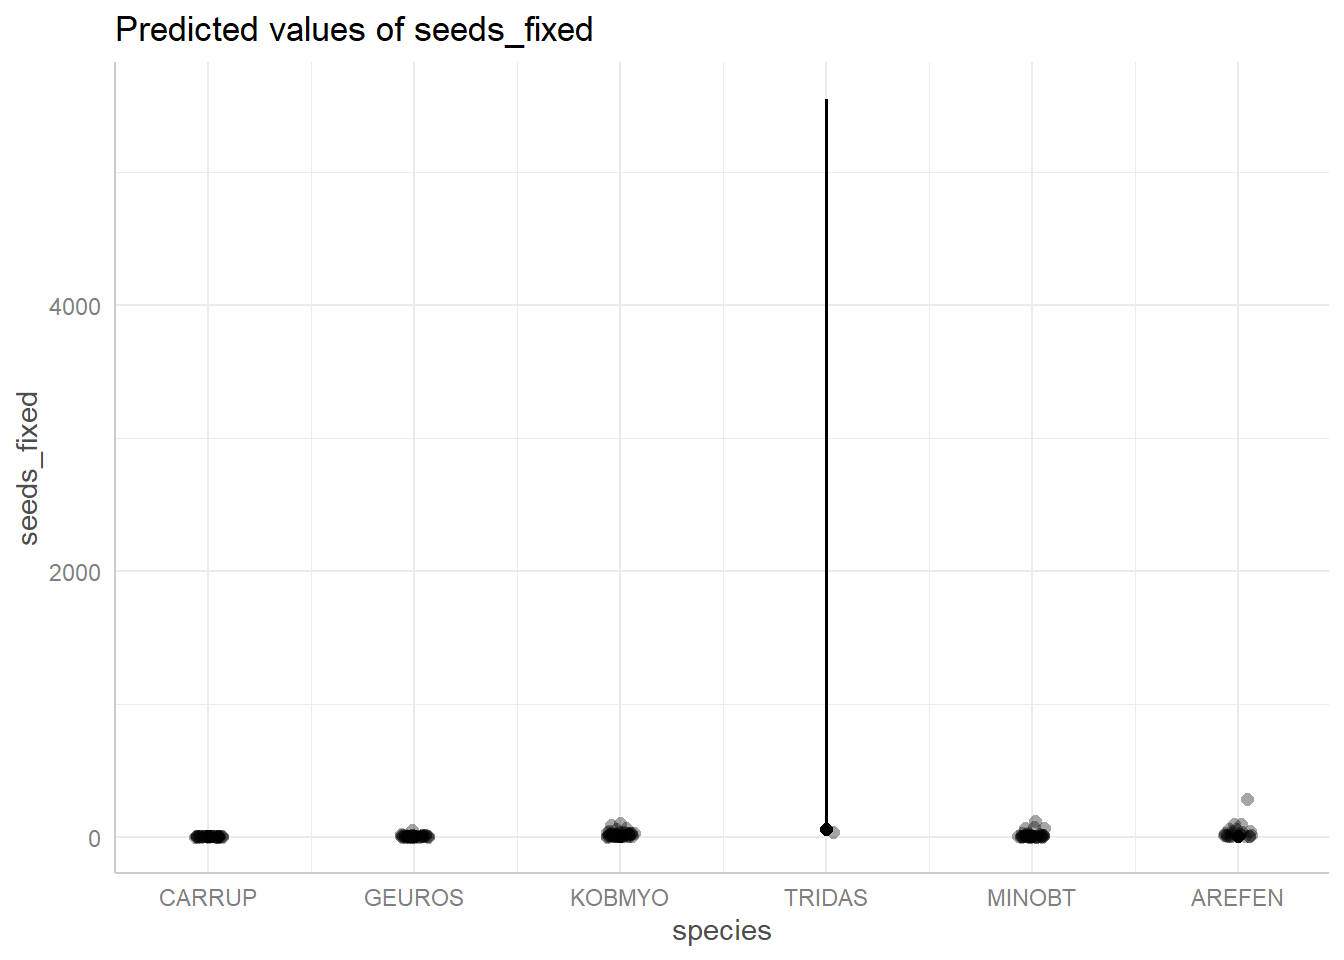 Predicted values of seeds_fixed
seeds_fixed
4000
2000
0
CARRUP GEUROS KOBMYO TRIDAS MINOBT AREFEN
species